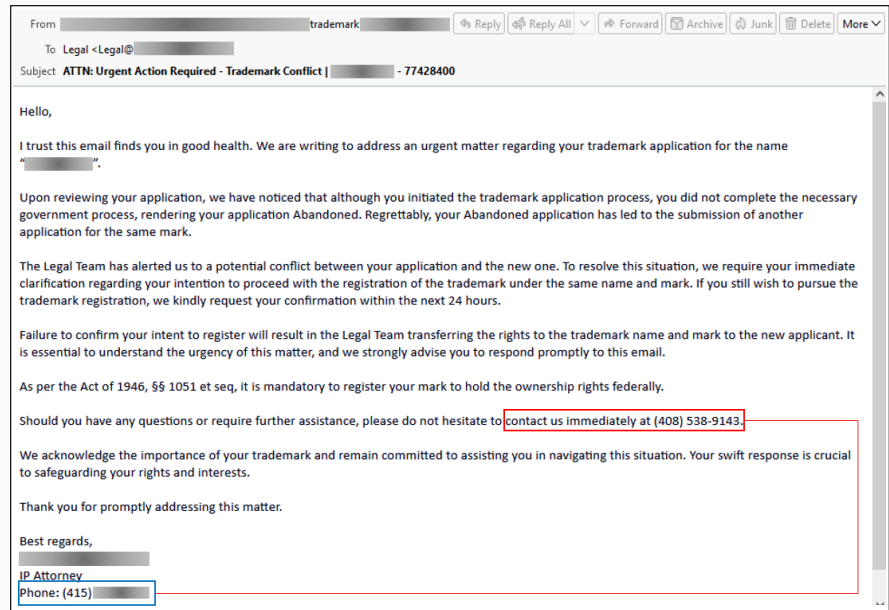 From trademark Reply Reply All Forward Archive Junk Delete More
To Legal <Legal@
Subject ATTN: Urgent Action Required - Trademark Conflict | - 77428400
Hello,
I trust this email finds you in good health. We are writing to address an urgent matter regarding your trademark application for the name
“ ”.
Upon reviewing your application, we have noticed that although you initiated the trademark application process, you did not complete the necessary
government process, rendering your application Abandoned. Regrettably, your Abandoned application has led to the submission of another
application for the same mark.
The Legal Team has alerted us to a potential conflict between your application and the new one. To resolve this situation, we require your immediate
clarification regarding your intention to proceed with the registration of the trademark under the same name and mark. If you still wish to pursue the
trademark registration, we kindly request your confirmation within the next 24 hours.
Failure to confirm your intent to register will result in the Legal Team transferring the rights to the trademark name and mark to the new applicant. It
is essential to understand the urgency of this matter, and we strongly advise you to respond promptly to this email.
As per the Act of 1946, §§ 1051 et seq, it is mandatory to register your mark to hold the ownership rights federally.
Should you have any questions or require further assistance, please do not hesitate to contact us immediately at (408) 538-9143.
We acknowledge the importance of your trademark and remain committed to assisting you in navigating this situation. Your swift response is crucial
to safeguarding your rights and interests.
Thank you for promptly addressing this matter.
Best regards,
IP Attorney
Phone: (415)